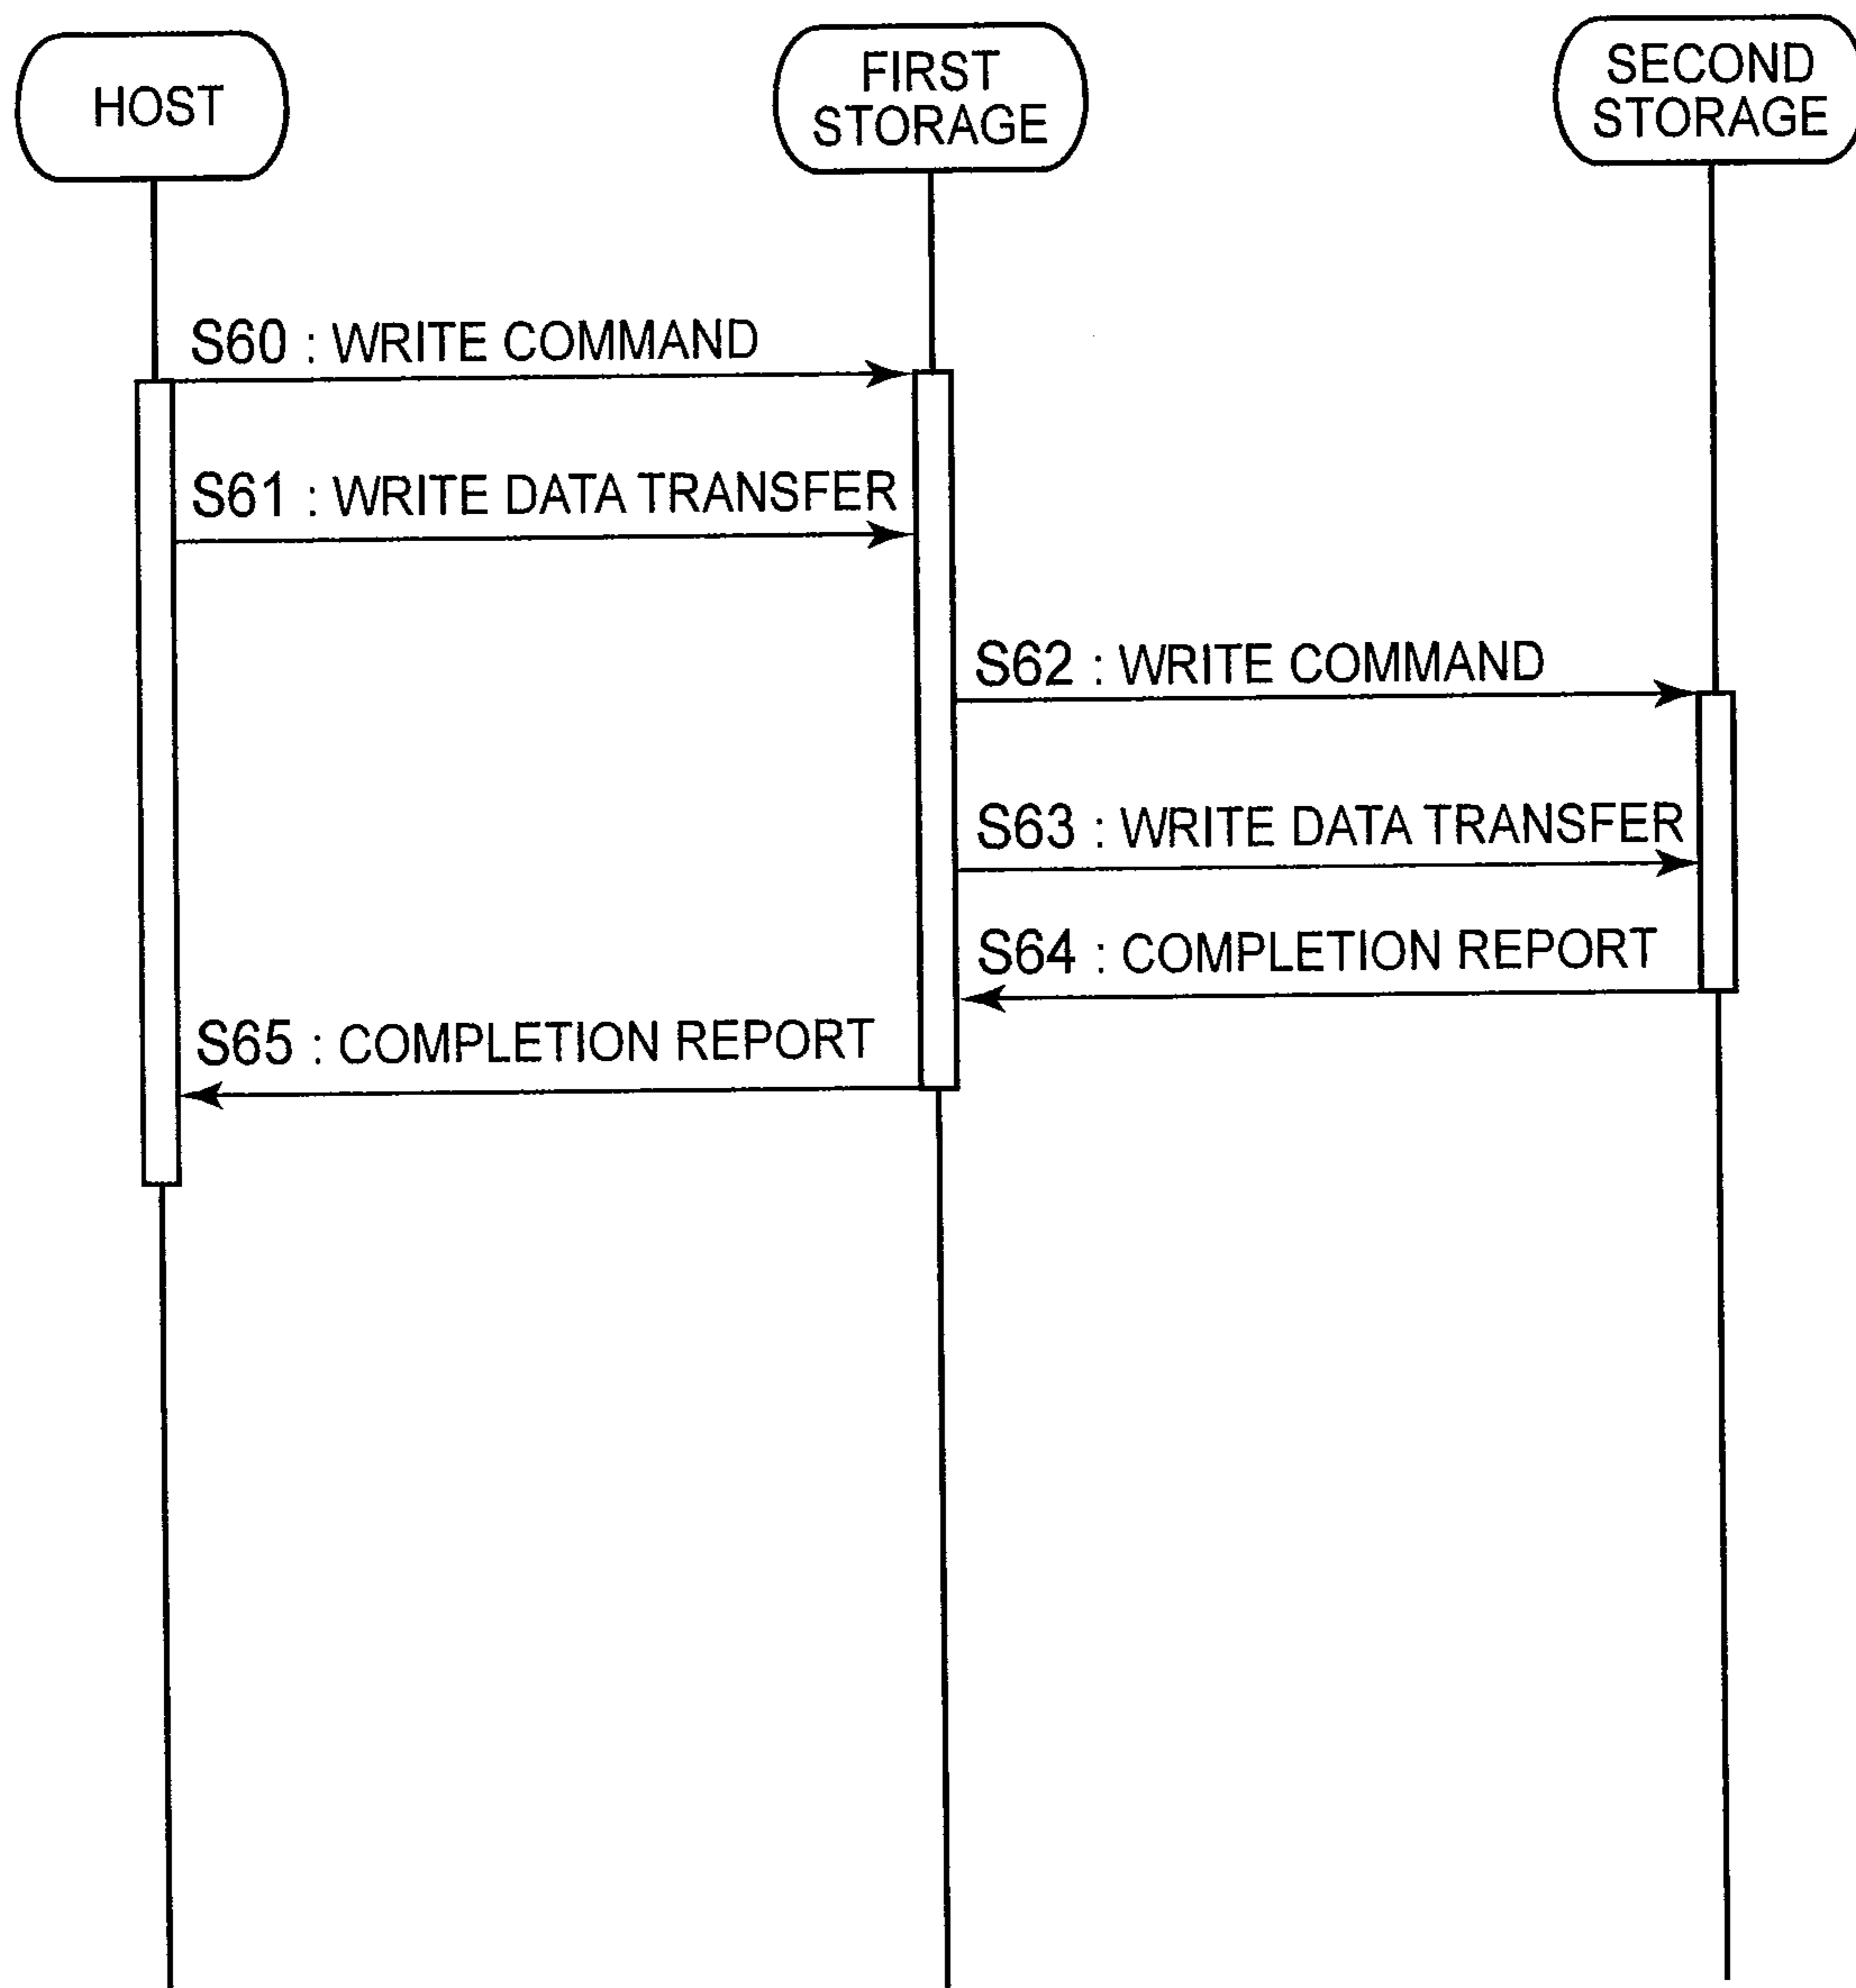 HOST
FIRST
STORAGE
SECOND
STORAGE
S60 : WRITE COMMAND
S61 : WRITE DATA TRANSFER
S62 : WRITE COMMAND
S63 : WRITE DATA TRANSFER
S64 : COMPLETION REPORT
S65 : COMPLETION REPORT